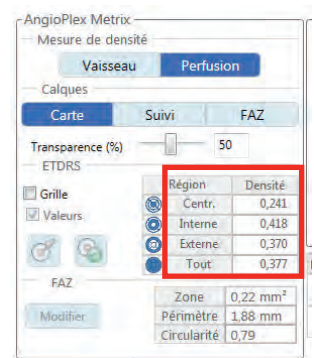 AngioPlex Metrix
Mesure de densité
Vaisseau Perfusion
Calques
Carte Suivi FAZ
Transparence (%) 50
ETDRS
Grille
Valeurs
Région Densité
Centr. 0,241
Interne 0,418
Externe 0,370
Tout 0,377
FAZ
Modifier
Zone 0,22 mm²
Périmètre 1,88 mm
Circularité 0,79